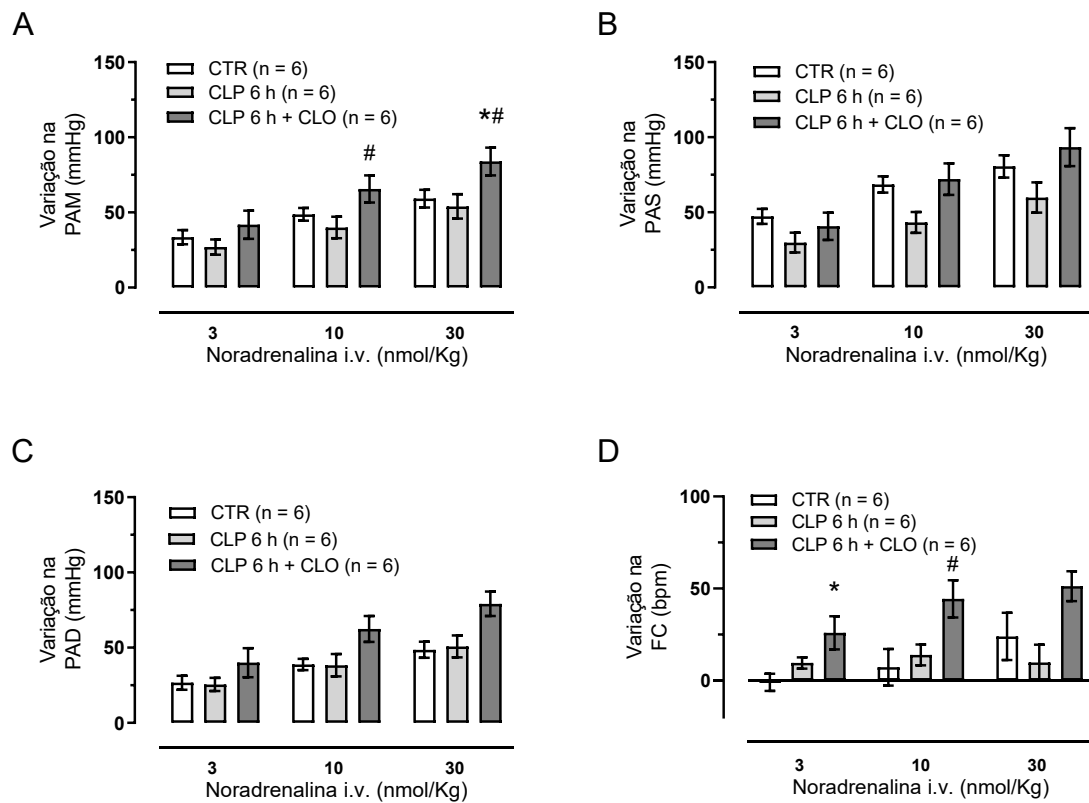 A
Variação na
PAM (mmHg)
150
100
50
0
CTR (n = 6)
CLP 6 h (n = 6)
CLP 6 h + CLO (n = 6)
#
*#
3 10 30
Noradrenalina i.v. (nmol/Kg)
B
Variação na
PAS (mmHg)
150
100
50
0
CTR (n = 6)
CLP 6 h (n = 6)
CLP 6 h + CLO (n = 6)
3 10 30
Noradrenalina i.v. (nmol/Kg)
C
Variação na
PAD (mmHg)
150
100
50
0
CTR (n = 6)
CLP 6 h (n = 6)
CLP 6 h + CLO (n = 6)
3 10 30
Noradrenalina i.v. (nmol/Kg)
D
Variação na
FC (bpm)
100
50
0
CTR (n = 6)
CLP 6 h (n = 6)
CLP 6 h + CLO (n = 6)
*
#
3 10 30
Noradrenalina i.v. (nmol/Kg)